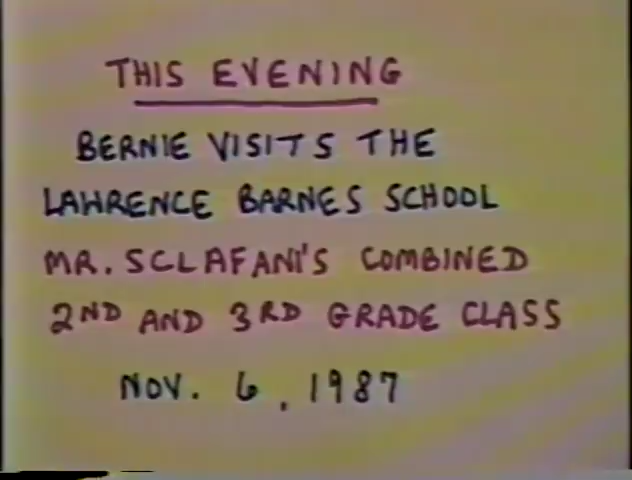 THIS EVENING
BERNIE VISITS THE
LAWRENCE BARNES SCHOOL
MR. SCLAFANI'S COMBINED
2ND AND 3RD GRADE CLASS
NOV. 6, 1987